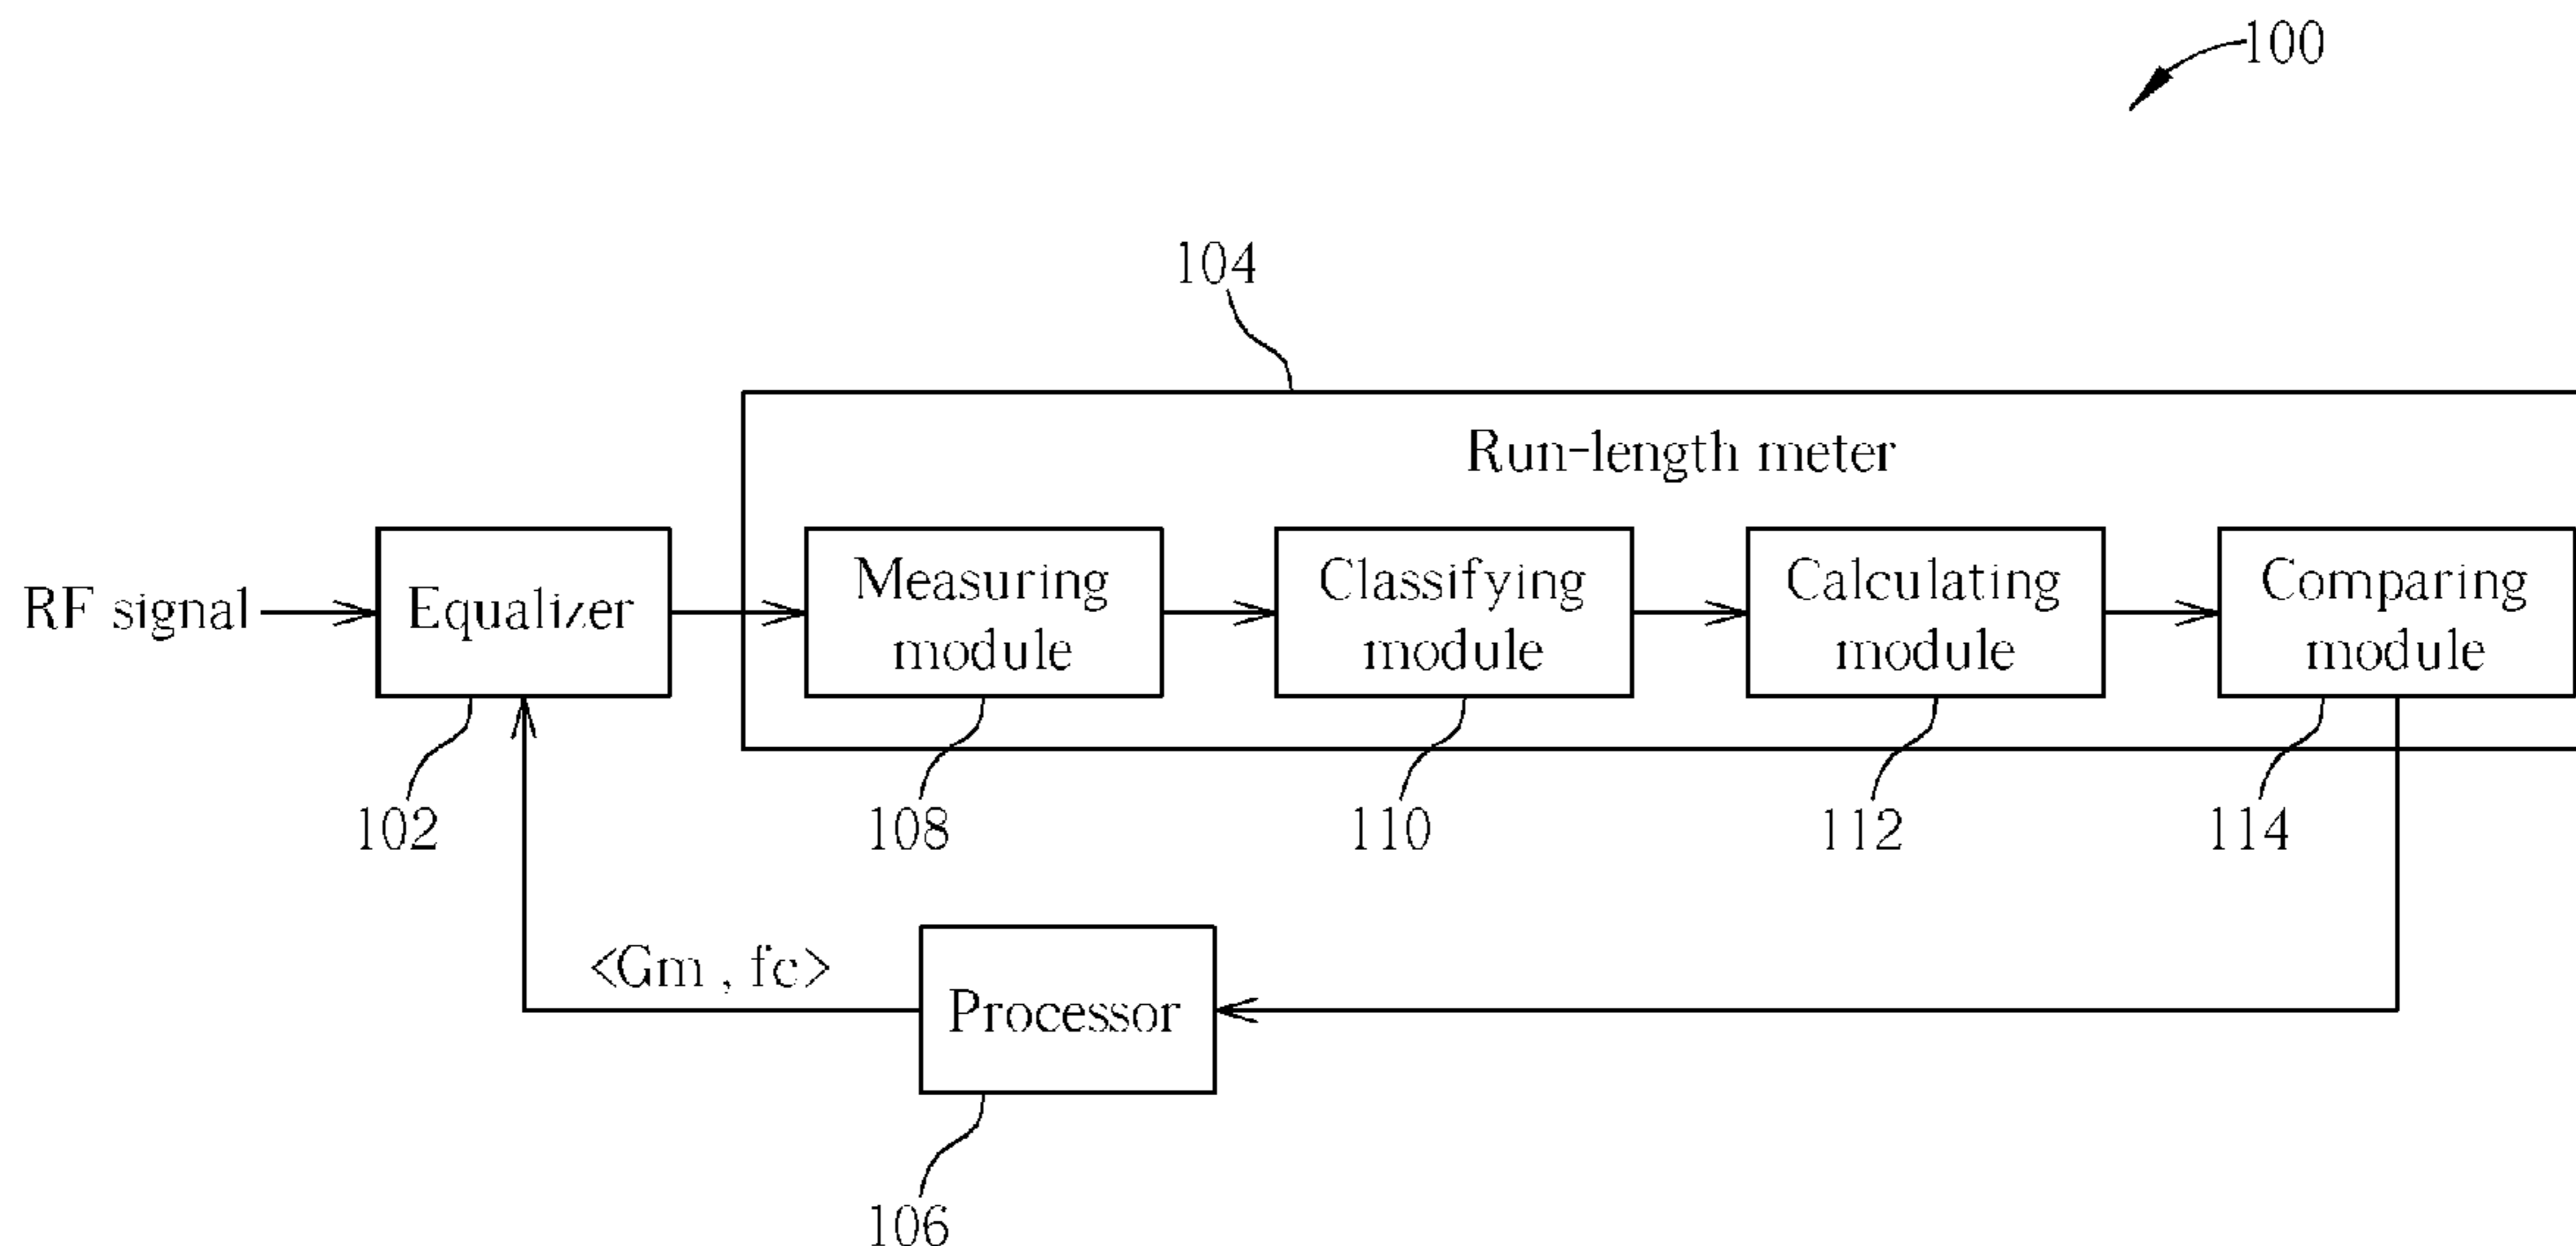 100
104
Run-length meter
RF signal
Equalizer
Measuring
module
Classifying
module
Calculating
module
Comparing
module
102
108
110
112
114
<Gm , fc>
Processor
106